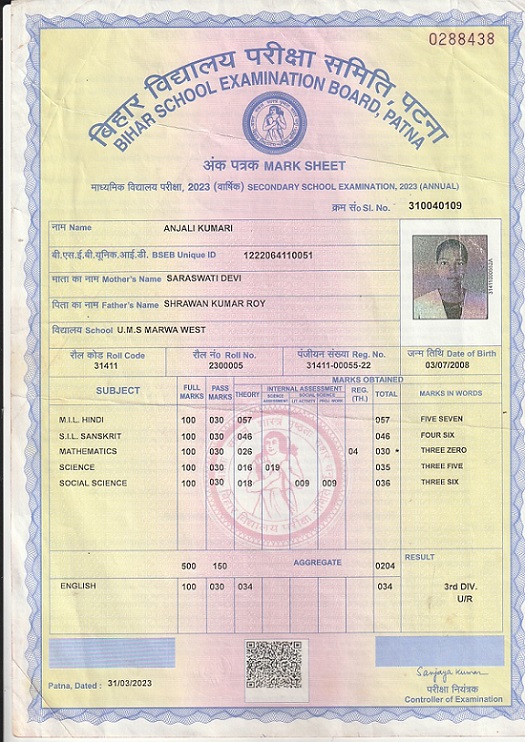 0288438
बिहार विद्यालय परीक्षा समिति, पटना
BIHAR SCHOOL EXAMINATION BOARD, PATNA
अंक पत्रक MARK SHEET
माध्यमिक विद्यालय परीक्षा, 2023 (वार्षिक) SECONDARY SCHOOL EXAMINATION, 2023 (ANNUAL)
क्रम सं० Sl. No. 310040109
नाम Name ANJALI KUMARI
बी.एस.ई.बी.यूनिक.आई.डी. BSEB Unique ID 1222064110051
माता का नाम Mother's Name SARASWATI DEVI
पिता का नाम Father's Name SHRAWAN KUMAR ROY
विद्यालय School U.M.S MARWA WEST
रौल कोड Roll Code रौल नं० Roll No. पंजीयन संख्या Reg. No. जन्म तिथि Date of Birth
31411 2300005 31411-00055-22 03/07/2008
MARKS OBTAINED
SUBJECT FULL MARKS PASS MARKS THEORY INTERNAL ASSESSMENT REG. (TH.) TOTAL MARKS IN WORDS
SCIENCE SOCIAL SCIENCE
M.I.L. HINDI 100 030 057 057 FIVE SEVEN
S.I.L. SANSKRIT 100 030 046 046 FOUR SIX
MATHEMATICS 100 030 026 04 030 * THREE ZERO
SCIENCE 100 030 016 019 035 THREE FIVE
SOCIAL SCIENCE 100 030 018 009 009 036 THREE SIX
500 150 AGGREGATE 0204 RESULT
ENGLISH 100 030 034 034 3rd DIV.
U/R
Sanjaya Kumar
Patna, Dated : 31/03/2023
परीक्षा नियंत्रक
Controller of Examination